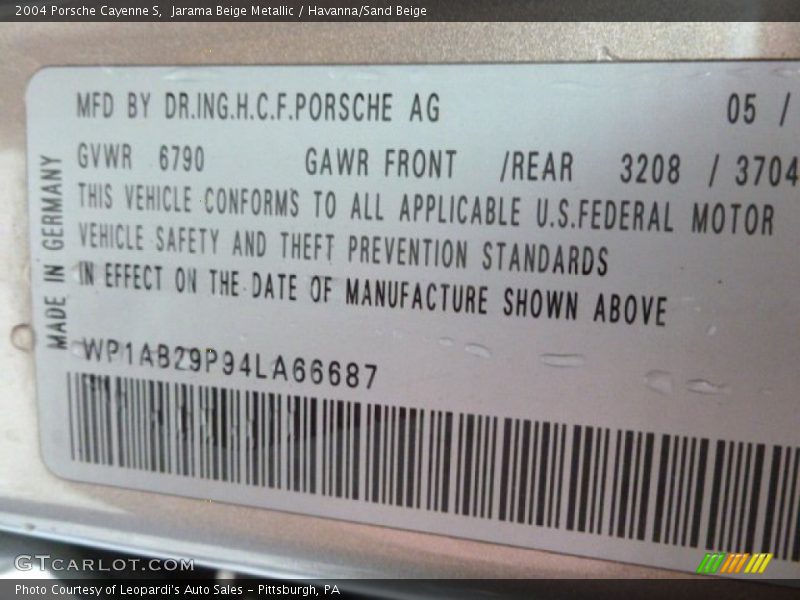 2004 Porsche Cayenne S,  Jarama Beige Metallic / Havanna/Sand Beige
MFD BY DR.ING.H.C.F.PORSCHE AG 05 /
GVWR 6790 GAWR FRONT /REAR 3208 / 3704
THIS VEHICLE CONFORMS TO ALL APPLICABLE U.S.FEDERAL MOTOR
VEHICLE SAFETY AND THEFT PREVENTION STANDARDS
IN EFFECT ON THE DATE OF MANUFACTURE SHOWN ABOVE
MADE IN GERMANY
WP1AB29P94LA66687
GTCARLOT.COM
Photo Courtesy of Leopardi's Auto Sales - Pittsburgh, PA